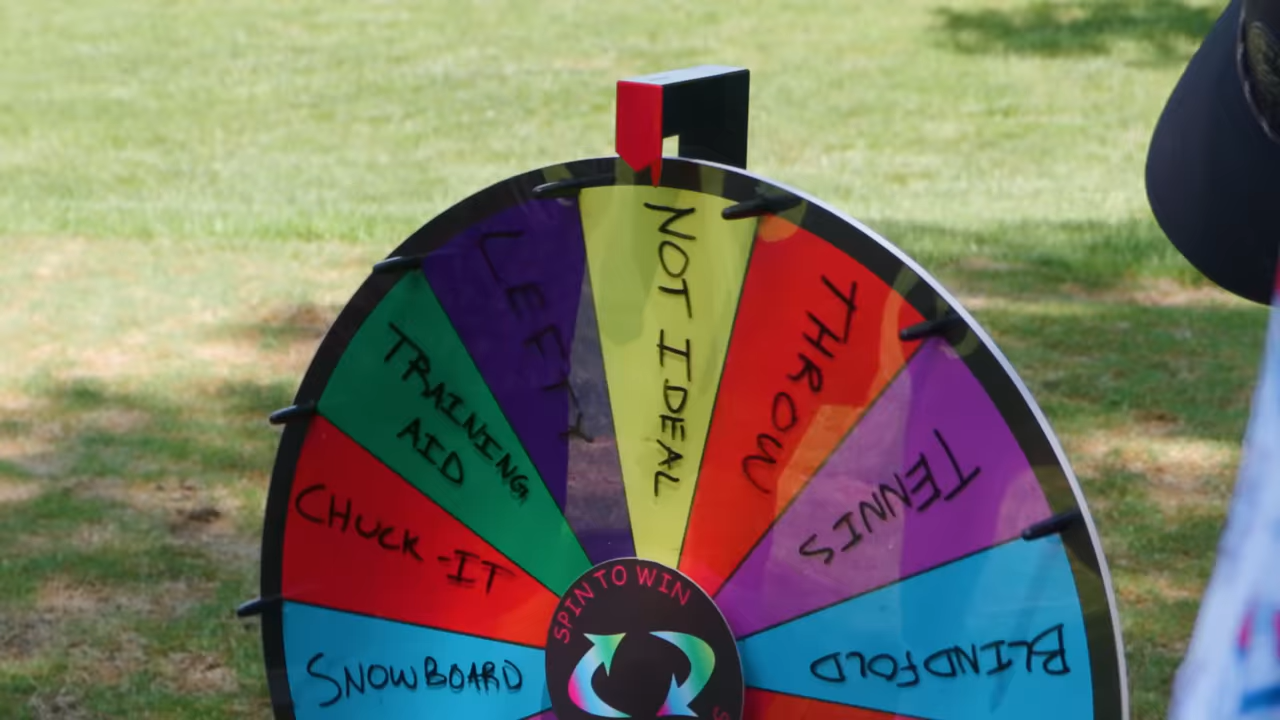 LEFTY
NOT IDEAL
THROW
TRAINING
AID
TENNIS
CHUCK-IT
SPIN TO WIN
SNOWBOARD
BLINDFOLD